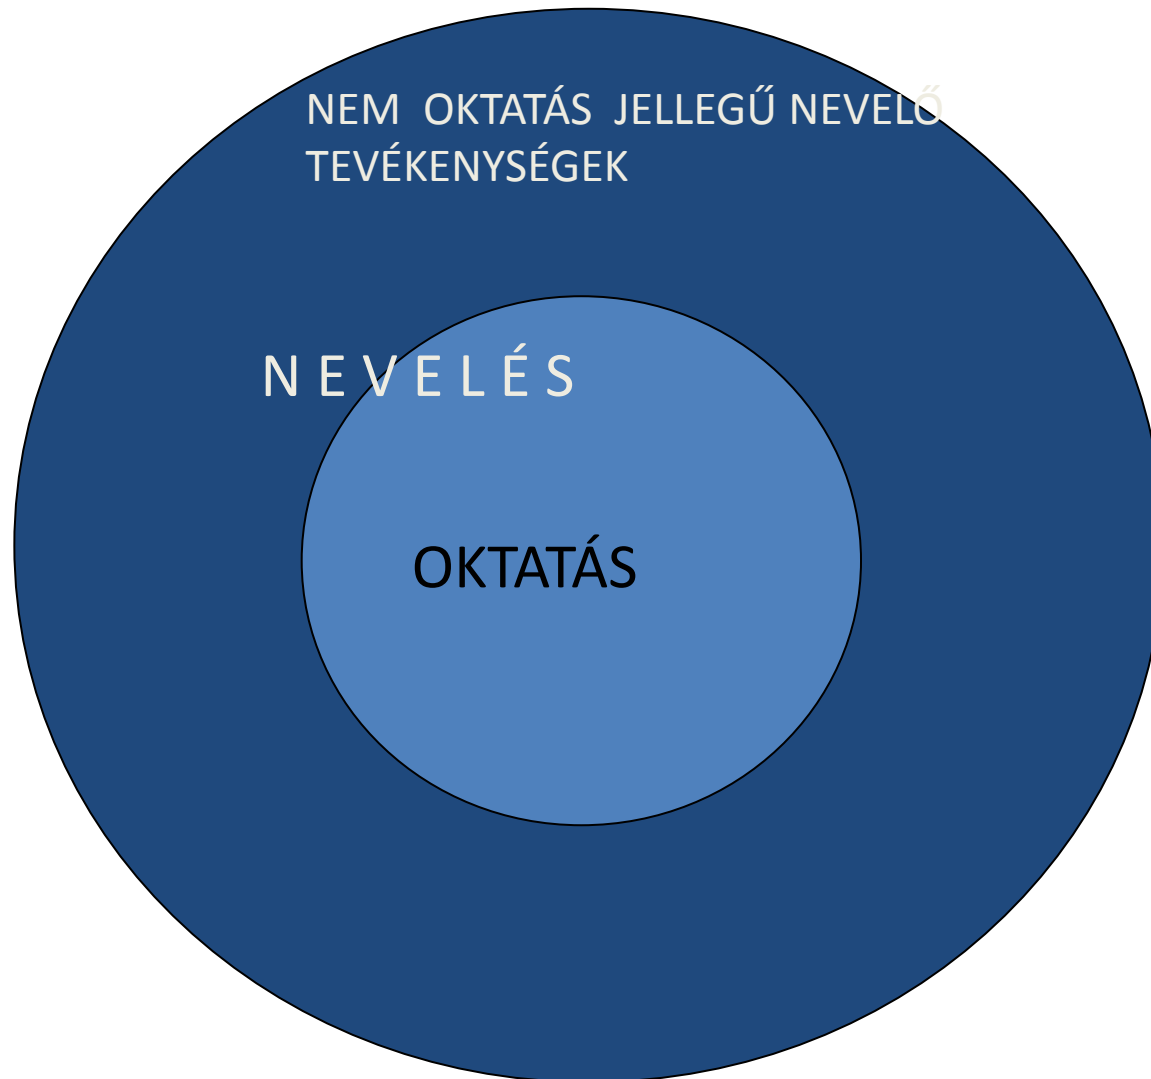 NEM OKTATÁS JELLEGŰ NEVELŐ
TEVÉKENYSÉGEK
N E V E L É S
OKTATÁS